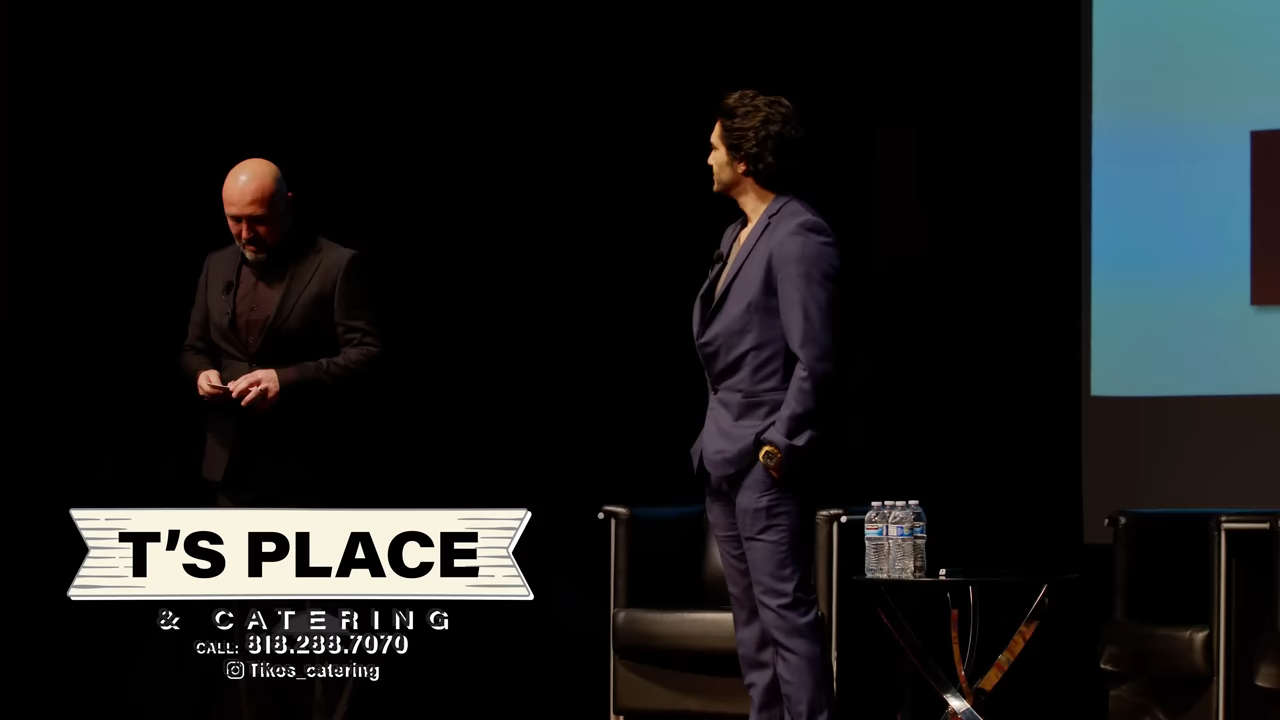 T'S PLACE
& CATERING
CALL: 818.288.7070
Tikos_catering